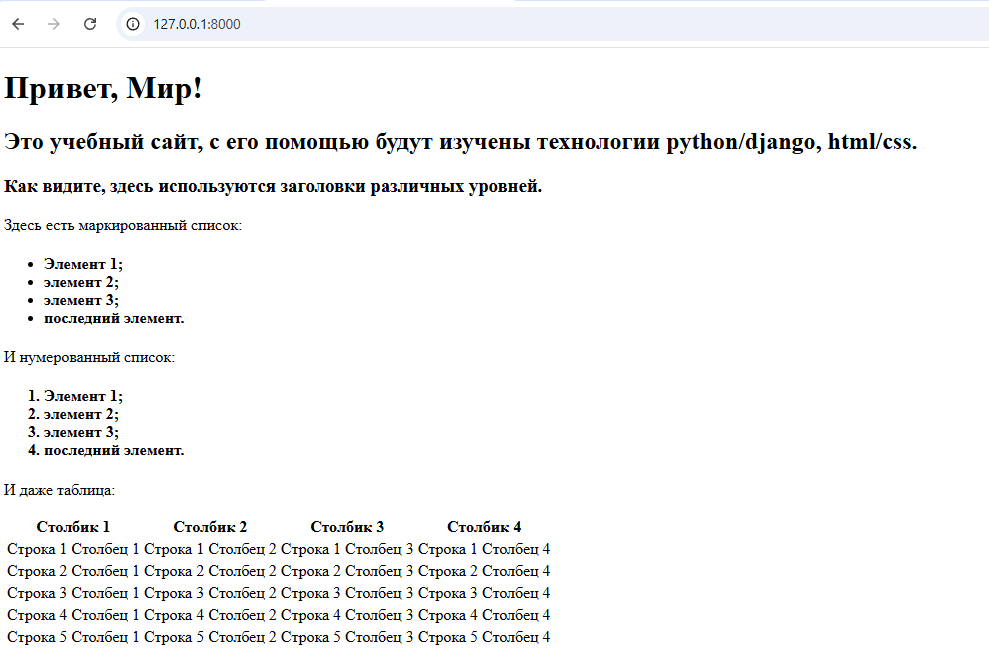 127.0.0.1:8000
Привет, Мир!
Это учебный сайт, с его помощью будут изучены технологии python/django, html/css.
Как видите, здесь используются заголовки различных уровней.
Здесь есть маркированный список:
• Элемент 1;
• элемент 2;
• элемент 3;
• последний элемент.
И нумерованный список:
1. Элемент 1;
2. элемент 2;
3. элемент 3;
4. последний элемент.
И даже таблица:
Столбик 1 Столбик 2 Столбик 3 Столбик 4
Строка 1 Столбец 1 Строка 1 Столбец 2 Строка 1 Столбец 3 Строка 1 Столбец 4
Строка 2 Столбец 1 Строка 2 Столбец 2 Строка 2 Столбец 3 Строка 2 Столбец 4
Строка 3 Столбец 1 Строка 3 Столбец 2 Строка 3 Столбец 3 Строка 3 Столбец 4
Строка 4 Столбец 1 Строка 4 Столбец 2 Строка 4 Столбец 3 Строка 4 Столбец 4
Строка 5 Столбец 1 Строка 5 Столбец 2 Строка 5 Столбец 3 Строка 5 Столбец 4